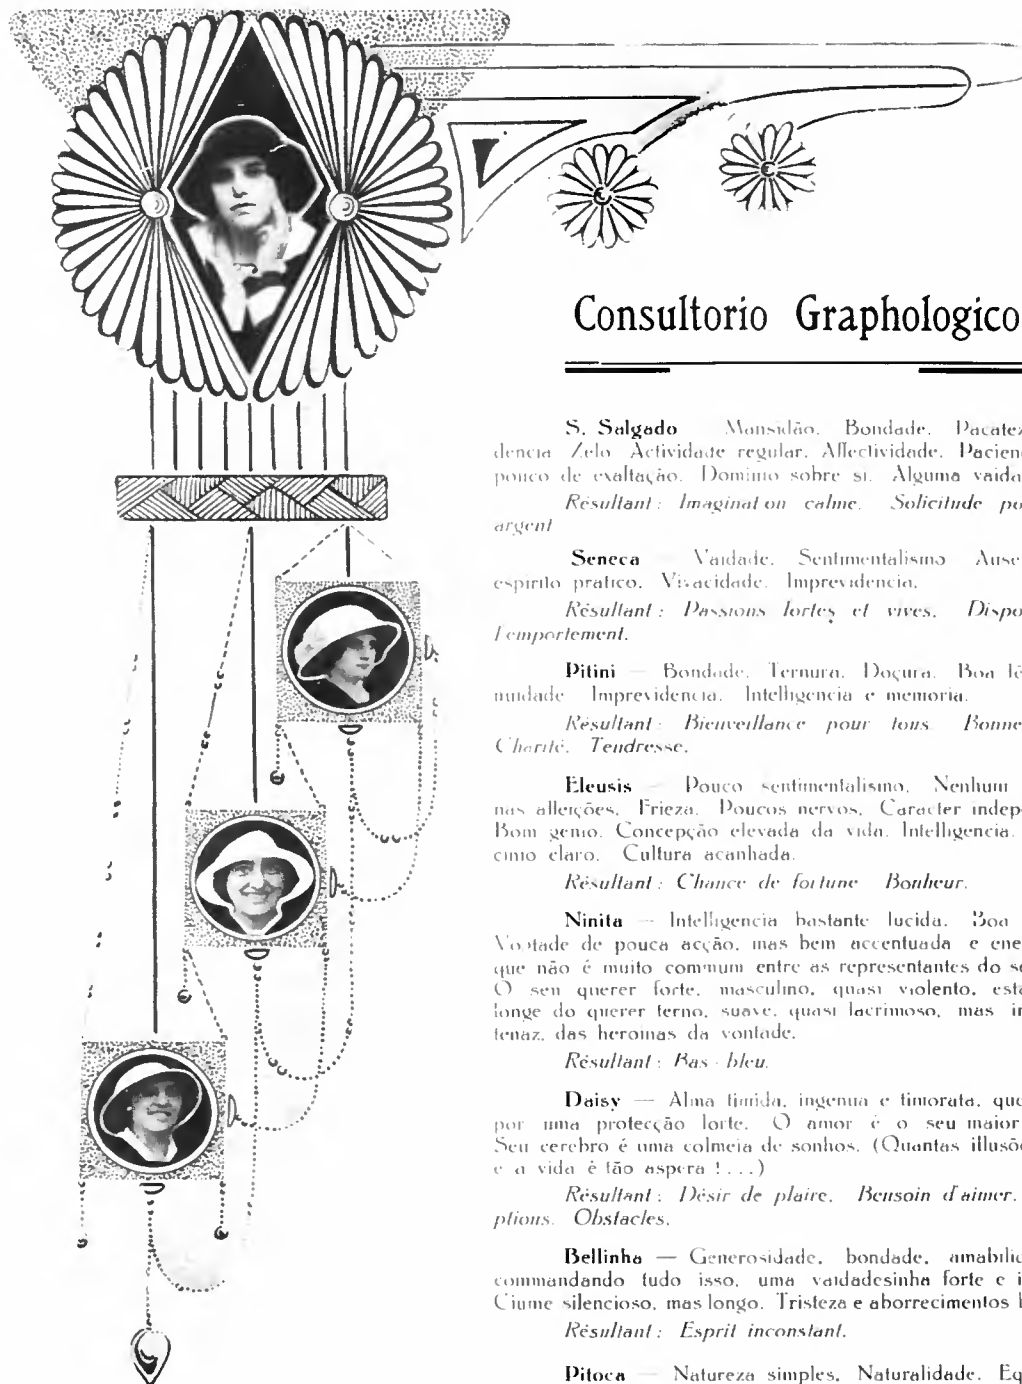 Consultorio Graphologico
S. Salgado Mansidão. Bondade. Pacatez
dencia Zelo Actividade regular. Affectividade. Pacien
pouco de exaltação. Dominio sobre si. Alguma vaida
Résultant: Imaginat on calme. Solicitude po
argent
Seneca — Vaidade. Sentimentalismo Ause
espirito pratico. Vivacidade. Imprevidencia.
Résultant: Passions fortes et vives. Dispo
l'emportement.
Pitini — Bondade. Ternura. Doçura. Boa fé
nuidade Imprevidencia. Intelligencia e memoria.
Résultant: Bienveillance pour tous. Bonne
Charité. Tendresse.
Eleusis — Pouco sentimentalismo. Nenhum
nas affeições. Frieza. Poucos nervos. Caracter indep
Bom genio. Concepção elevada da vida. Intelligencia.
cinio claro. Cultura acanhada.
Résultant: Chance de fortune Bonheur.
Ninita — Intelligencia bastante lucida. Boa
Vontade de pouca acção, mas bem accentuada e ene
que não é muito commum entre as representantes do se
O seu querer forte, masculino, quasi violento, esta
longe do querer terno, suave, quasi lacrimoso, mas in
tenaz, das heroinas da vontade.
Résultant: Bas-bleu.
Daisy — Alma timida, ingenua e timorata, que
por uma protecção forte. O amor é o seu maior
Seu cerebro é uma colmeia de sonhos. (Quantas illusõ
e a vida é tão aspera !...)
Résultant: Désir de plaire. Bensoin d'aimer.
ptions. Obstacles.
Bellinha — Generosidade, bondade, amabilid
commandando tudo isso, uma vaidadesinha forte e i
Ciume silencioso, mas longo. Tristeza e aborrecimentos
Résultant: Esprit inconstant.
Pitoca — Natureza simples, Naturalidade. Eq